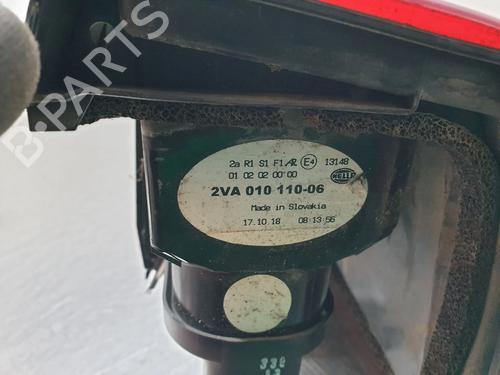 B-PARTS
2a R1 S1 F1 AR E4 13148
01 02 02 00 00
HELLA
2VA 010 110-06
Made in Slovakia
17.10.18 08:13:56
338